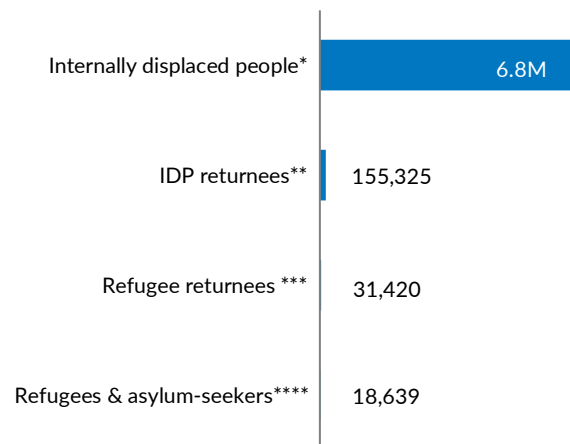 Internally displaced people* 6.8M
IDP returnees** 155,325
Refugee returnees *** 31,420
Refugees & asylum-seekers**** 18,639